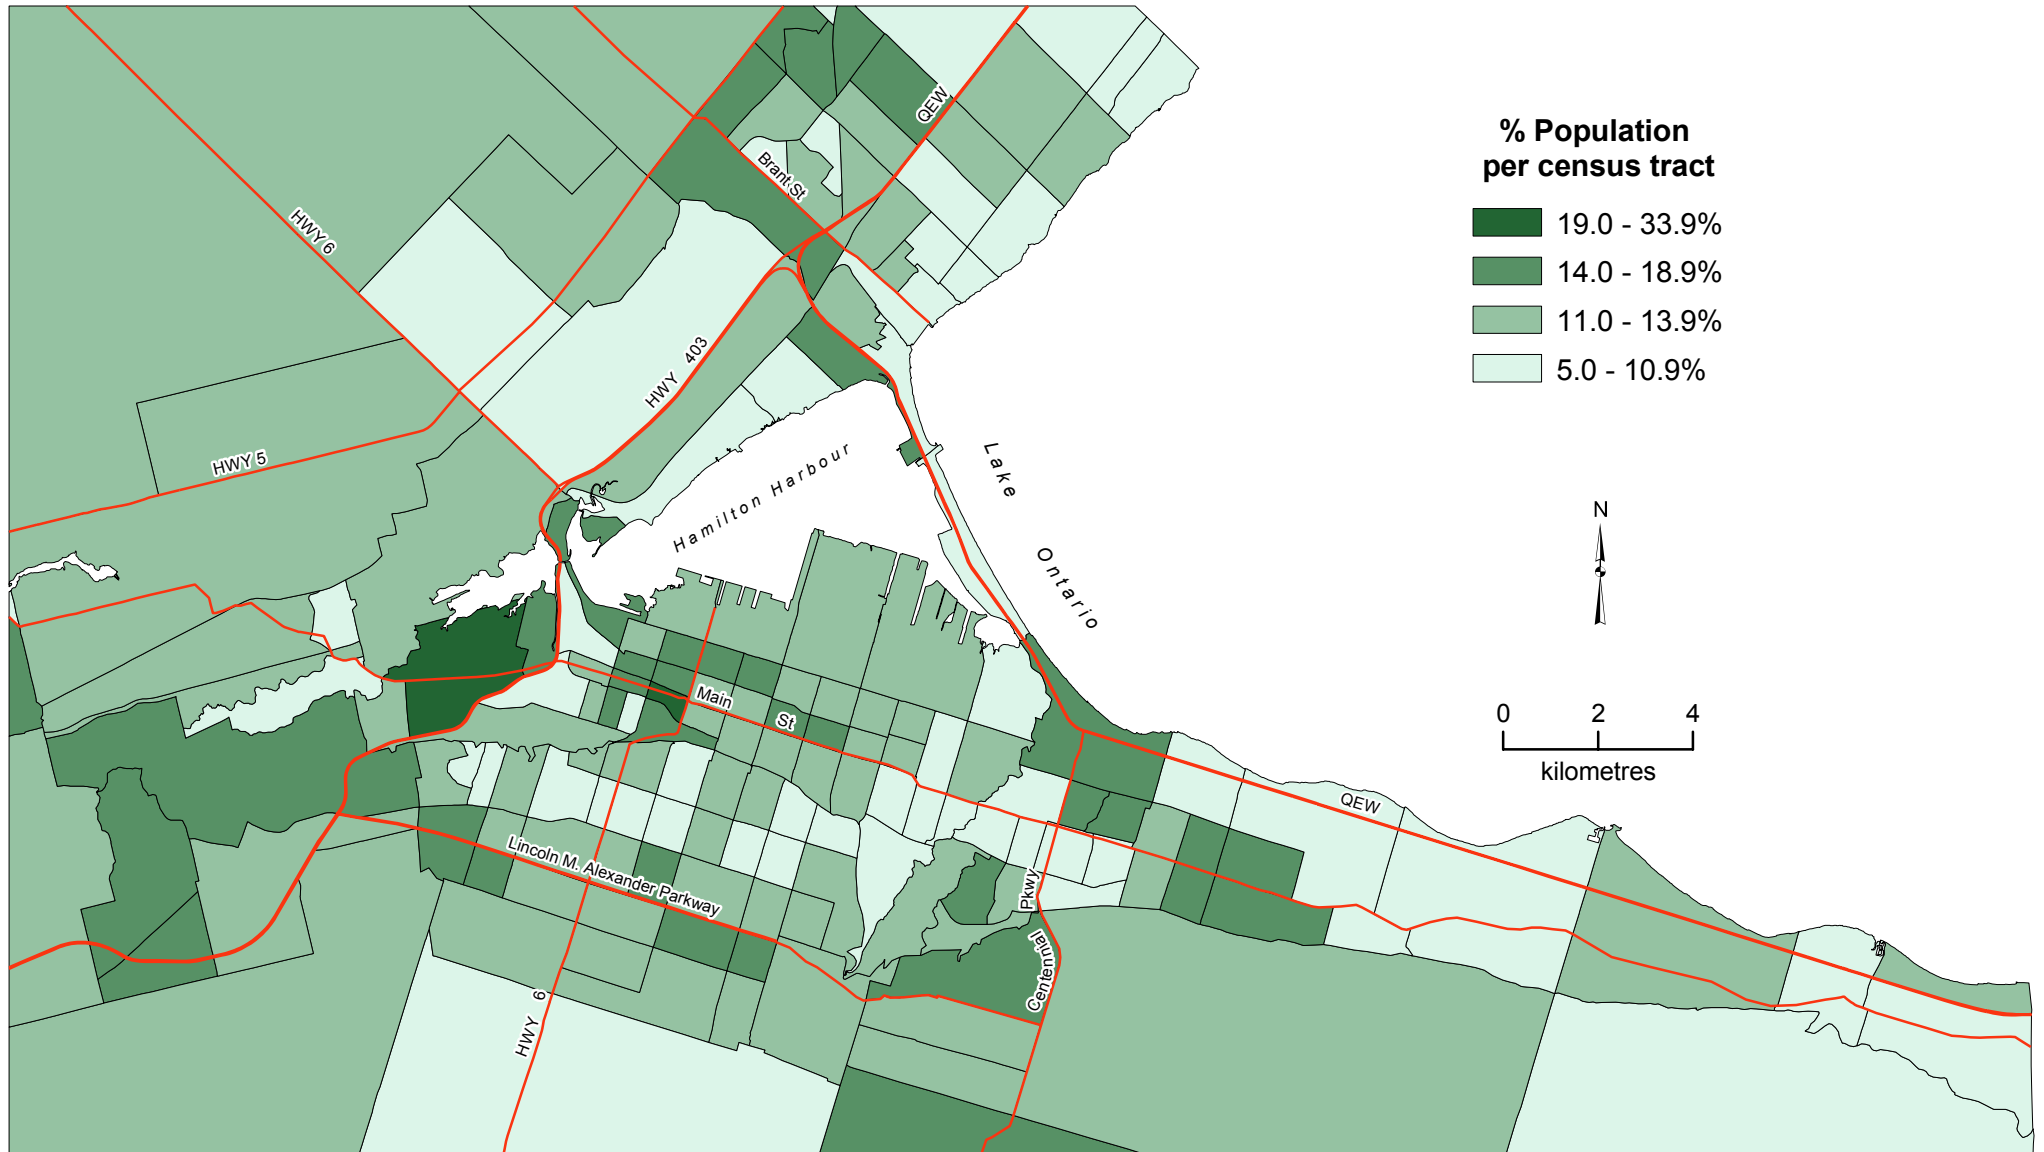 % Population
per census tract
19.0 - 33.9%
14.0 - 18.9%
11.0 - 13.9%
5.0 - 10.9%
QEW
Brant St
HWY 6
HWY 403
HWY 5
Hamilton Harbour
Lake
Ontario
N
0 2 4
kilometres
Main
St
QEW
Lincoln M. Alexander Parkway
Pkwy
Centennial
HWY 6